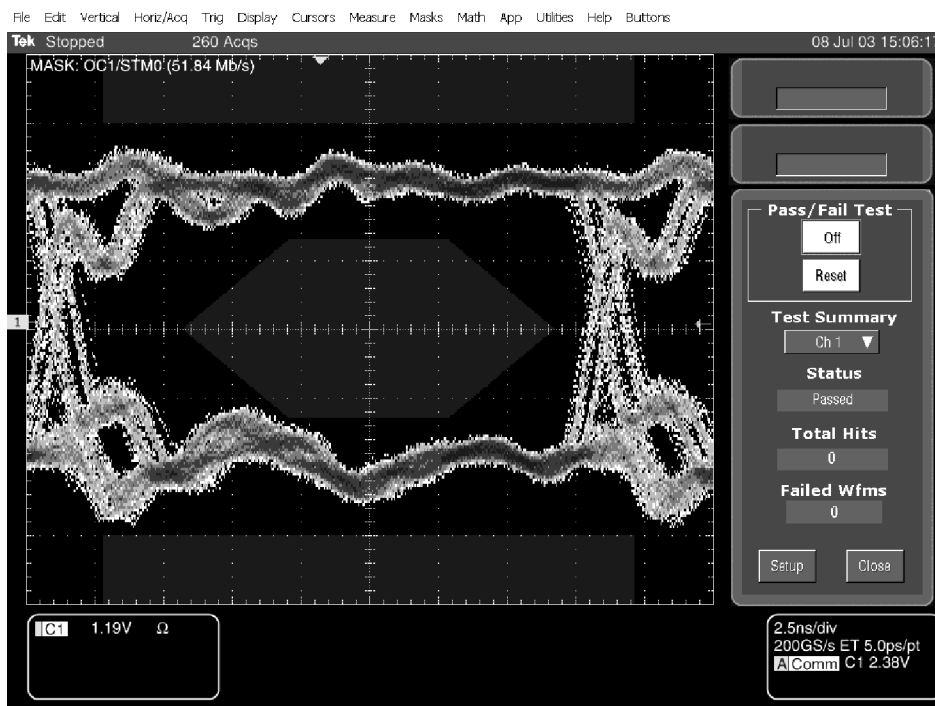 File Edit Vertical Horiz/Acq Trig Display Cursors Measure Masks Math App Utilities Help Buttons
Tek Stopped 260 Acqs 08 Jul 03 15:06:17
MASK: OC1/STM0 (51.84 Mb/s)
Pass/Fail Test
Off
Reset
1
Test Summary
Ch 1
Status
Passed
Total Hits
0
Failed Wfms
0
Setup Close
C1 1.19V Ω
2.5ns/div
200GS/s ET 5.0ps/pt
A Comm C1 2.38V